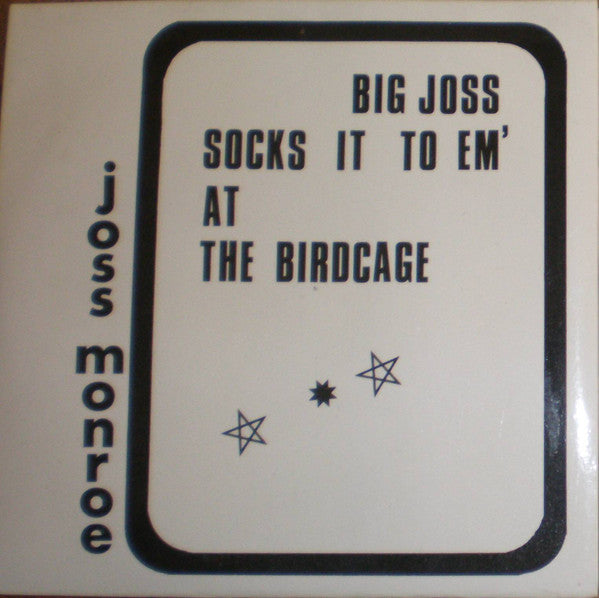 BIG JOSS
SOCKS IT TO EM'
AT
THE BIRDCAGE
joss monroe